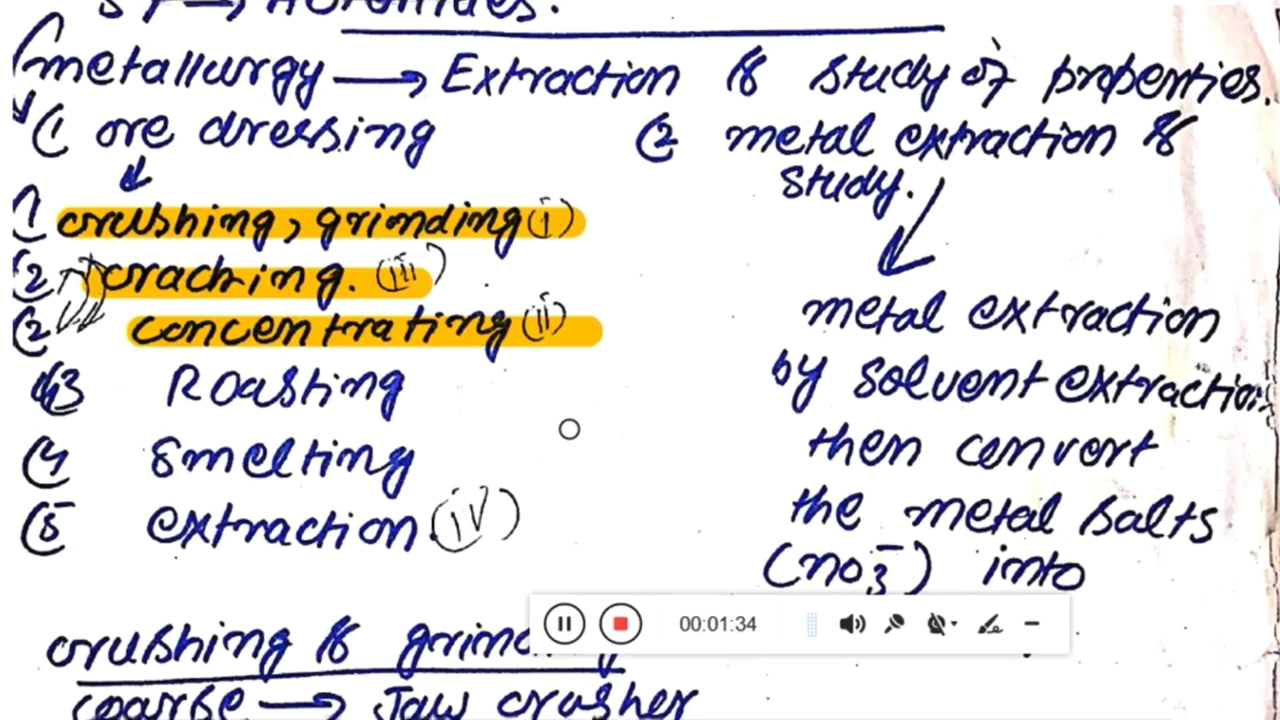 metallurgy → Extraction & study of properties.
(1 ore dressing
(2 metal extraction &
study.
1 crushing, grinding (i)
(2 cracking. (iii)
(2 concentrating (ii)
3 Roasting
(4 Smelting
(5 extraction (iv)
metal extraction
by solvent extraction
then convert
the metal salts
(no3-) into
00:01:34
crushing &
coarse → Jaw crusher